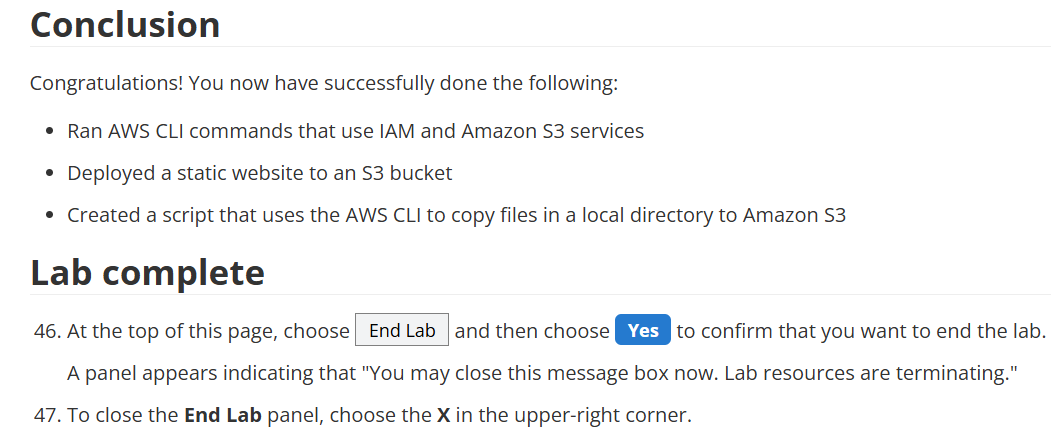 Conclusion
Congratulations! You now have successfully done the following:
• Ran AWS CLI commands that use IAM and Amazon S3 services
• Deployed a static website to an S3 bucket
• Created a script that uses the AWS CLI to copy files in a local directory to Amazon S3
Lab complete
46. At the top of this page, choose End Lab and then choose Yes to confirm that you want to end the lab.
A panel appears indicating that "You may close this message box now. Lab resources are terminating."
47. To close the End Lab panel, choose the X in the upper-right corner.